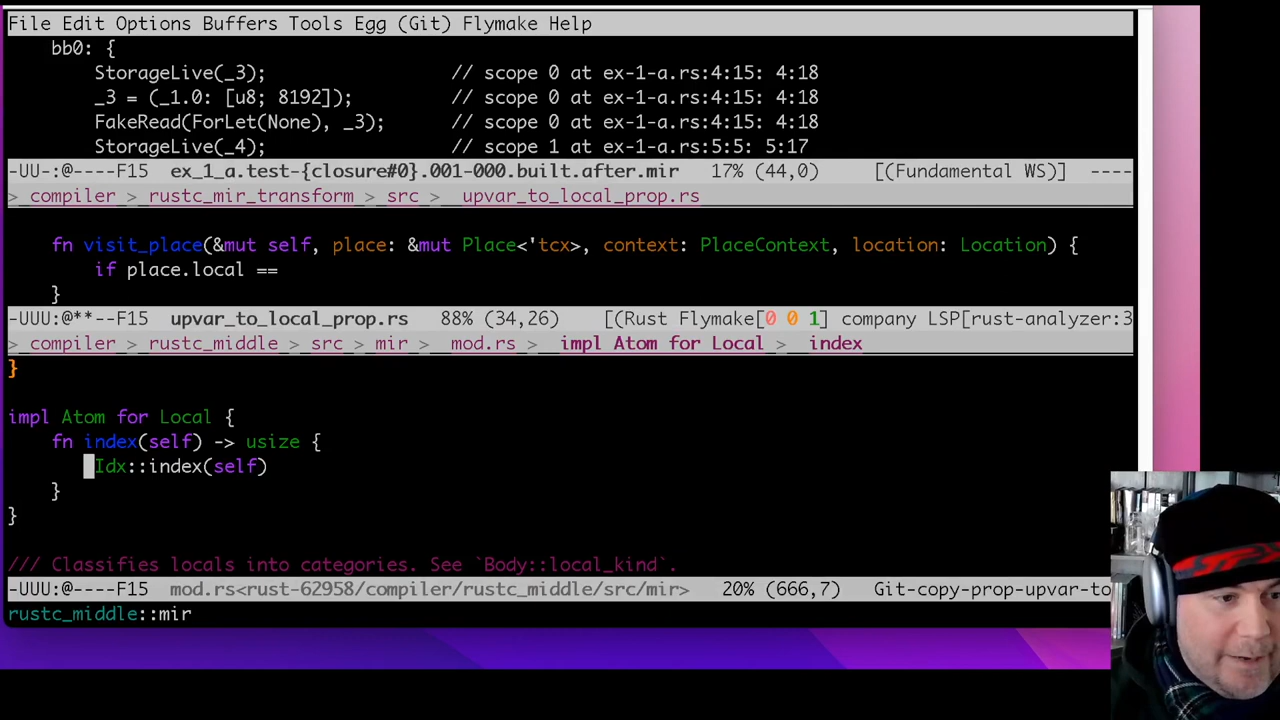 File Edit Options Buffers Tools Egg (Git) Flymake Help
bb0: {
StorageLive(_3); // scope 0 at ex-1-a.rs:4:15: 4:18
_3 = (_1.0: [u8; 8192]); // scope 0 at ex-1-a.rs:4:15: 4:18
FakeRead(ForLet(None), _3); // scope 0 at ex-1-a.rs:4:15: 4:18
StorageLive(_4); // scope 1 at ex-1-a.rs:5:5: 5:17
-UU-:@----F15 ex_1_a.test-{closure#0}.001-000.built.after.mir 17% (44,0) [(Fundamental WS)] ----
> compiler > rustc_mir_transform > src > upvar_to_local_prop.rs
fn visit_place(&mut self, place: &mut Place<'tcx>, context: PlaceContext, location: Location) {
if place.local ==
}
-UUU:@**--F15 upvar_to_local_prop.rs 88% (34,26) [(Rust Flymake[0 0 1] company LSP[rust-analyzer:3
> compiler > rustc_middle > src > mir > mod.rs > impl Atom for Local > index
}
impl Atom for Local {
fn index(self) -> usize {
Idx::index(self)
}
}
/// Classifies locals into categories. See `Body::local_kind`.
-UUU:@----F15 mod.rs<rust-62958/compiler/rustc_middle/src/mir> 20% (666,7) Git-copy-prop-upvar-to
rustc_middle::mir